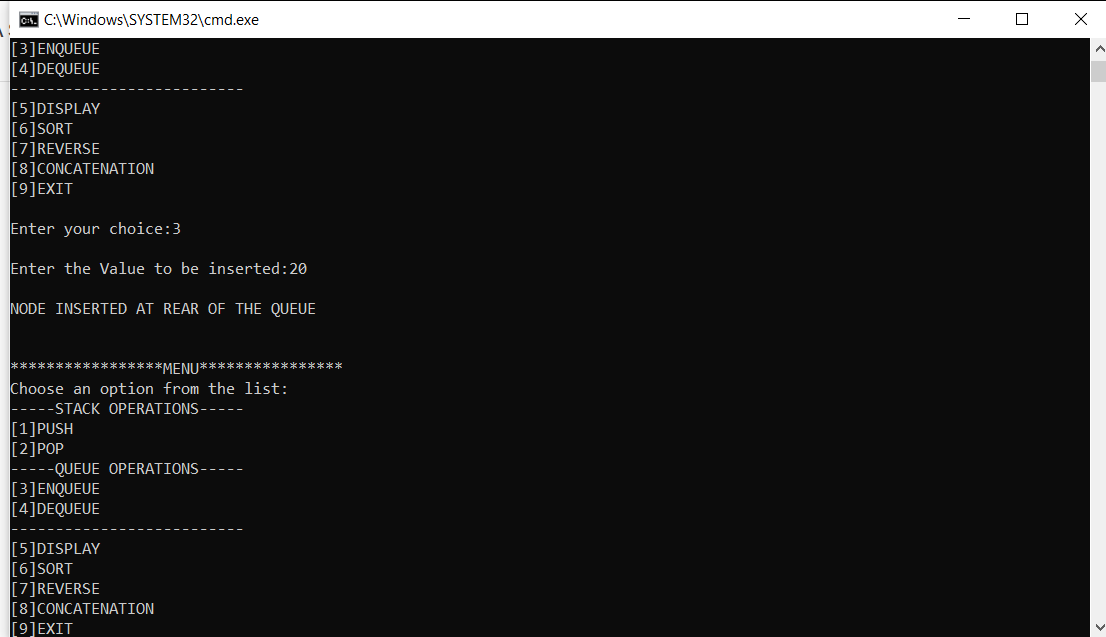 C:\Windows\SYSTEM32\cmd.exe
[3]ENQUEUE
[4]DEQUEUE
--------------------------
[5]DISPLAY
[6]SORT
[7]REVERSE
[8]CONCATENATION
[9]EXIT
Enter your choice:3
Enter the Value to be inserted:20
NODE INSERTED AT REAR OF THE QUEUE
*****************MENU****************
Choose an option from the list:
-----STACK OPERATIONS-----
[1]PUSH
[2]POP
-----QUEUE OPERATIONS-----
[3]ENQUEUE
[4]DEQUEUE
--------------------------
[5]DISPLAY
[6]SORT
[7]REVERSE
[8]CONCATENATION
[9]EXIT